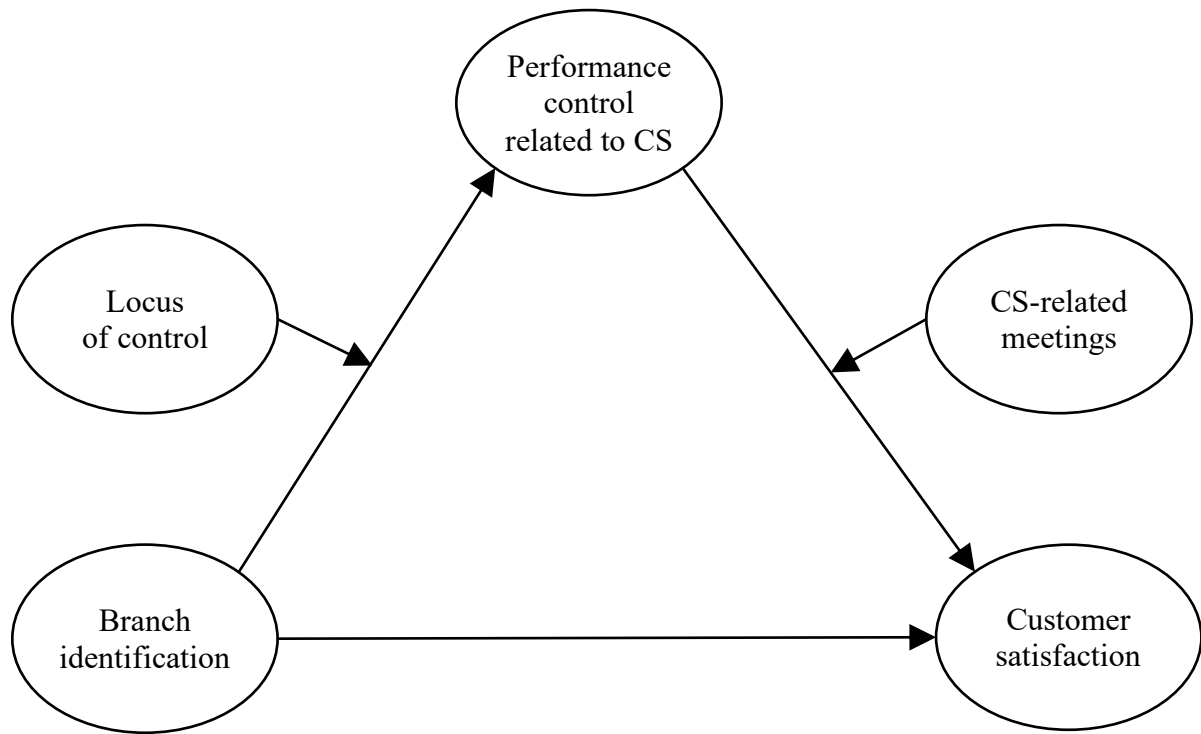 Performance
control
related to CS
Locus
of control
CS-related
meetings
Branch
identification
Customer
satisfaction